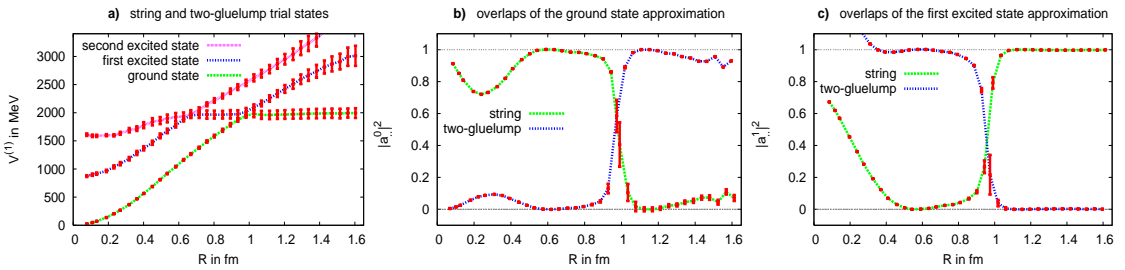 a) string and two-gluelump trial states
V(1) in MeV
3000
2500
2000
1500
1000
500
0
second excited state
first excited state
ground state
0 0.2 0.4 0.6 0.8 1 1.2 1.4 1.6
R in fm
b) overlaps of the ground state approximation
|a0..|2
1
0.8
0.6
0.4
0.2
0
string
two-gluelump
0 0.2 0.4 0.6 0.8 1 1.2 1.4 1.6
R in fm
c) overlaps of the first excited state approximation
|a1..|2
1
0.8
0.6
0.4
0.2
0
string
two-gluelump
0 0.2 0.4 0.6 0.8 1 1.2 1.4 1.6
R in fm